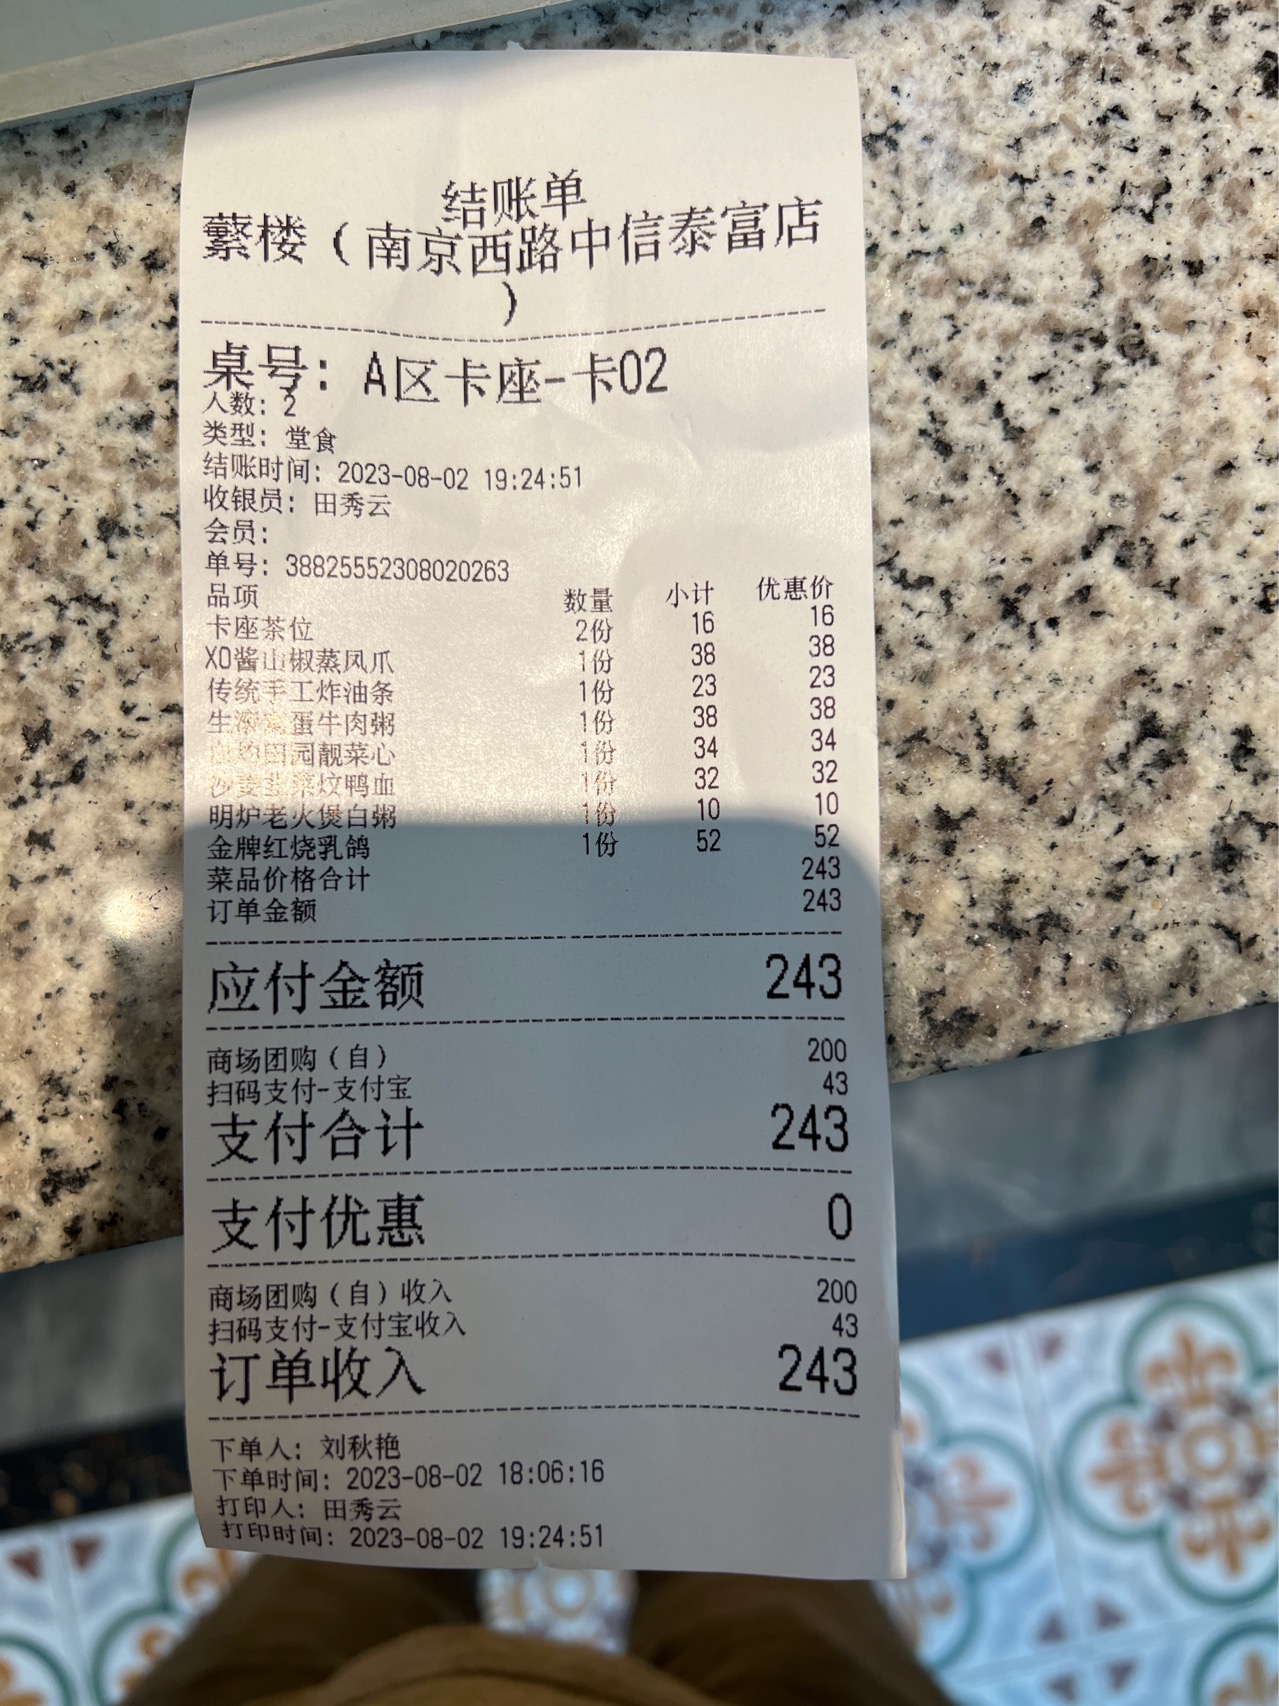 结账单
蘩楼（南京西路中信泰富店
）
桌号：A区卡座-卡02
人数：2
类型：堂食
结账时间：2023-08-02 19:24:51
收银员：田秀云
会员：
单号：38825552308020263
品项 数量 小计 优惠价
卡座茶位 2份 16 16
XO酱山椒蒸凤爪 1份 38 38
传统手工炸油条 1份 23 23
生滚窝蛋牛肉粥 1份 38 38
田园靓菜心 1份 34 34
沙姜韭菜炆鸭血 1份 32 32
明炉老火煲白粥 1份 10 10
金牌红烧乳鸽 1份 52 52
菜品价格合计 243
订单金额 243
应付金额 243
商场团购（自） 200
扫码支付-支付宝 43
支付合计 243
支付优惠 0
商场团购（自）收入 200
扫码支付-支付宝收入 43
订单收入 243
下单人：刘秋艳
下单时间：2023-08-02 18:06:16
打印人：田秀云
打印时间：2023-08-02 19:24:51